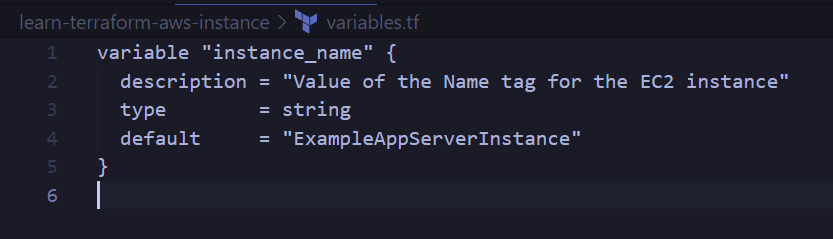 learn-terraform-aws-instance > variables.tf
1 variable "instance_name" {
2   description = "Value of the Name tag for the EC2 instance"
3   type        = string
4   default     = "ExampleAppServerInstance"
5 }
6